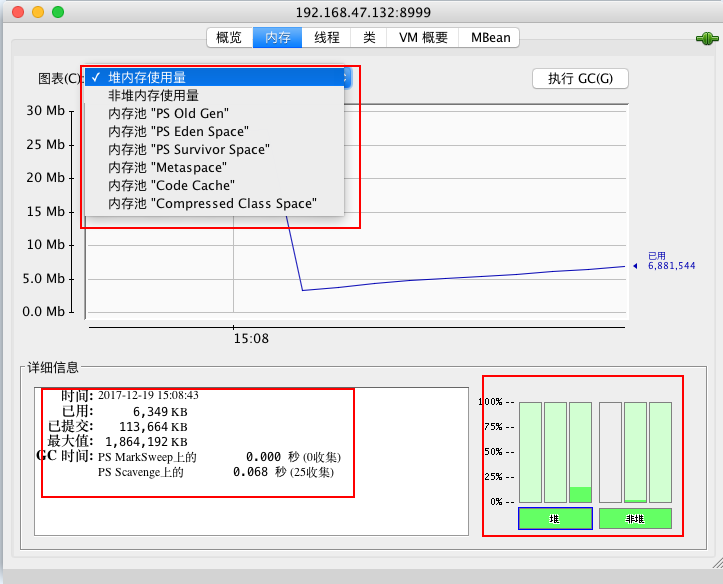 192.168.47.132:8999
概览 内存 线程 类 VM 概要 MBean
图表(C): ✓ 堆内存使用量 执行 GC(G)
非堆内存使用量
内存池 "PS Old Gen"
内存池 "PS Eden Space"
内存池 "PS Survivor Space"
内存池 "Metaspace"
内存池 "Code Cache"
内存池 "Compressed Class Space"
30 Mb
25 Mb
20 Mb
15 Mb
10 Mb
5.0 Mb
0.0 Mb
已用
6,881,544
15:08
详细信息
时间: 2017-12-19 15:08:43
已用: 6,349 KB
已提交: 113,664 KB
最大值: 1,864,192 KB
GC 时间: PS MarkSweep上的 0.000 秒 (0收集)
PS Scavenge上的 0.068 秒 (25收集)
100% --
75% --
50% --
25% --
0% --
堆 非堆